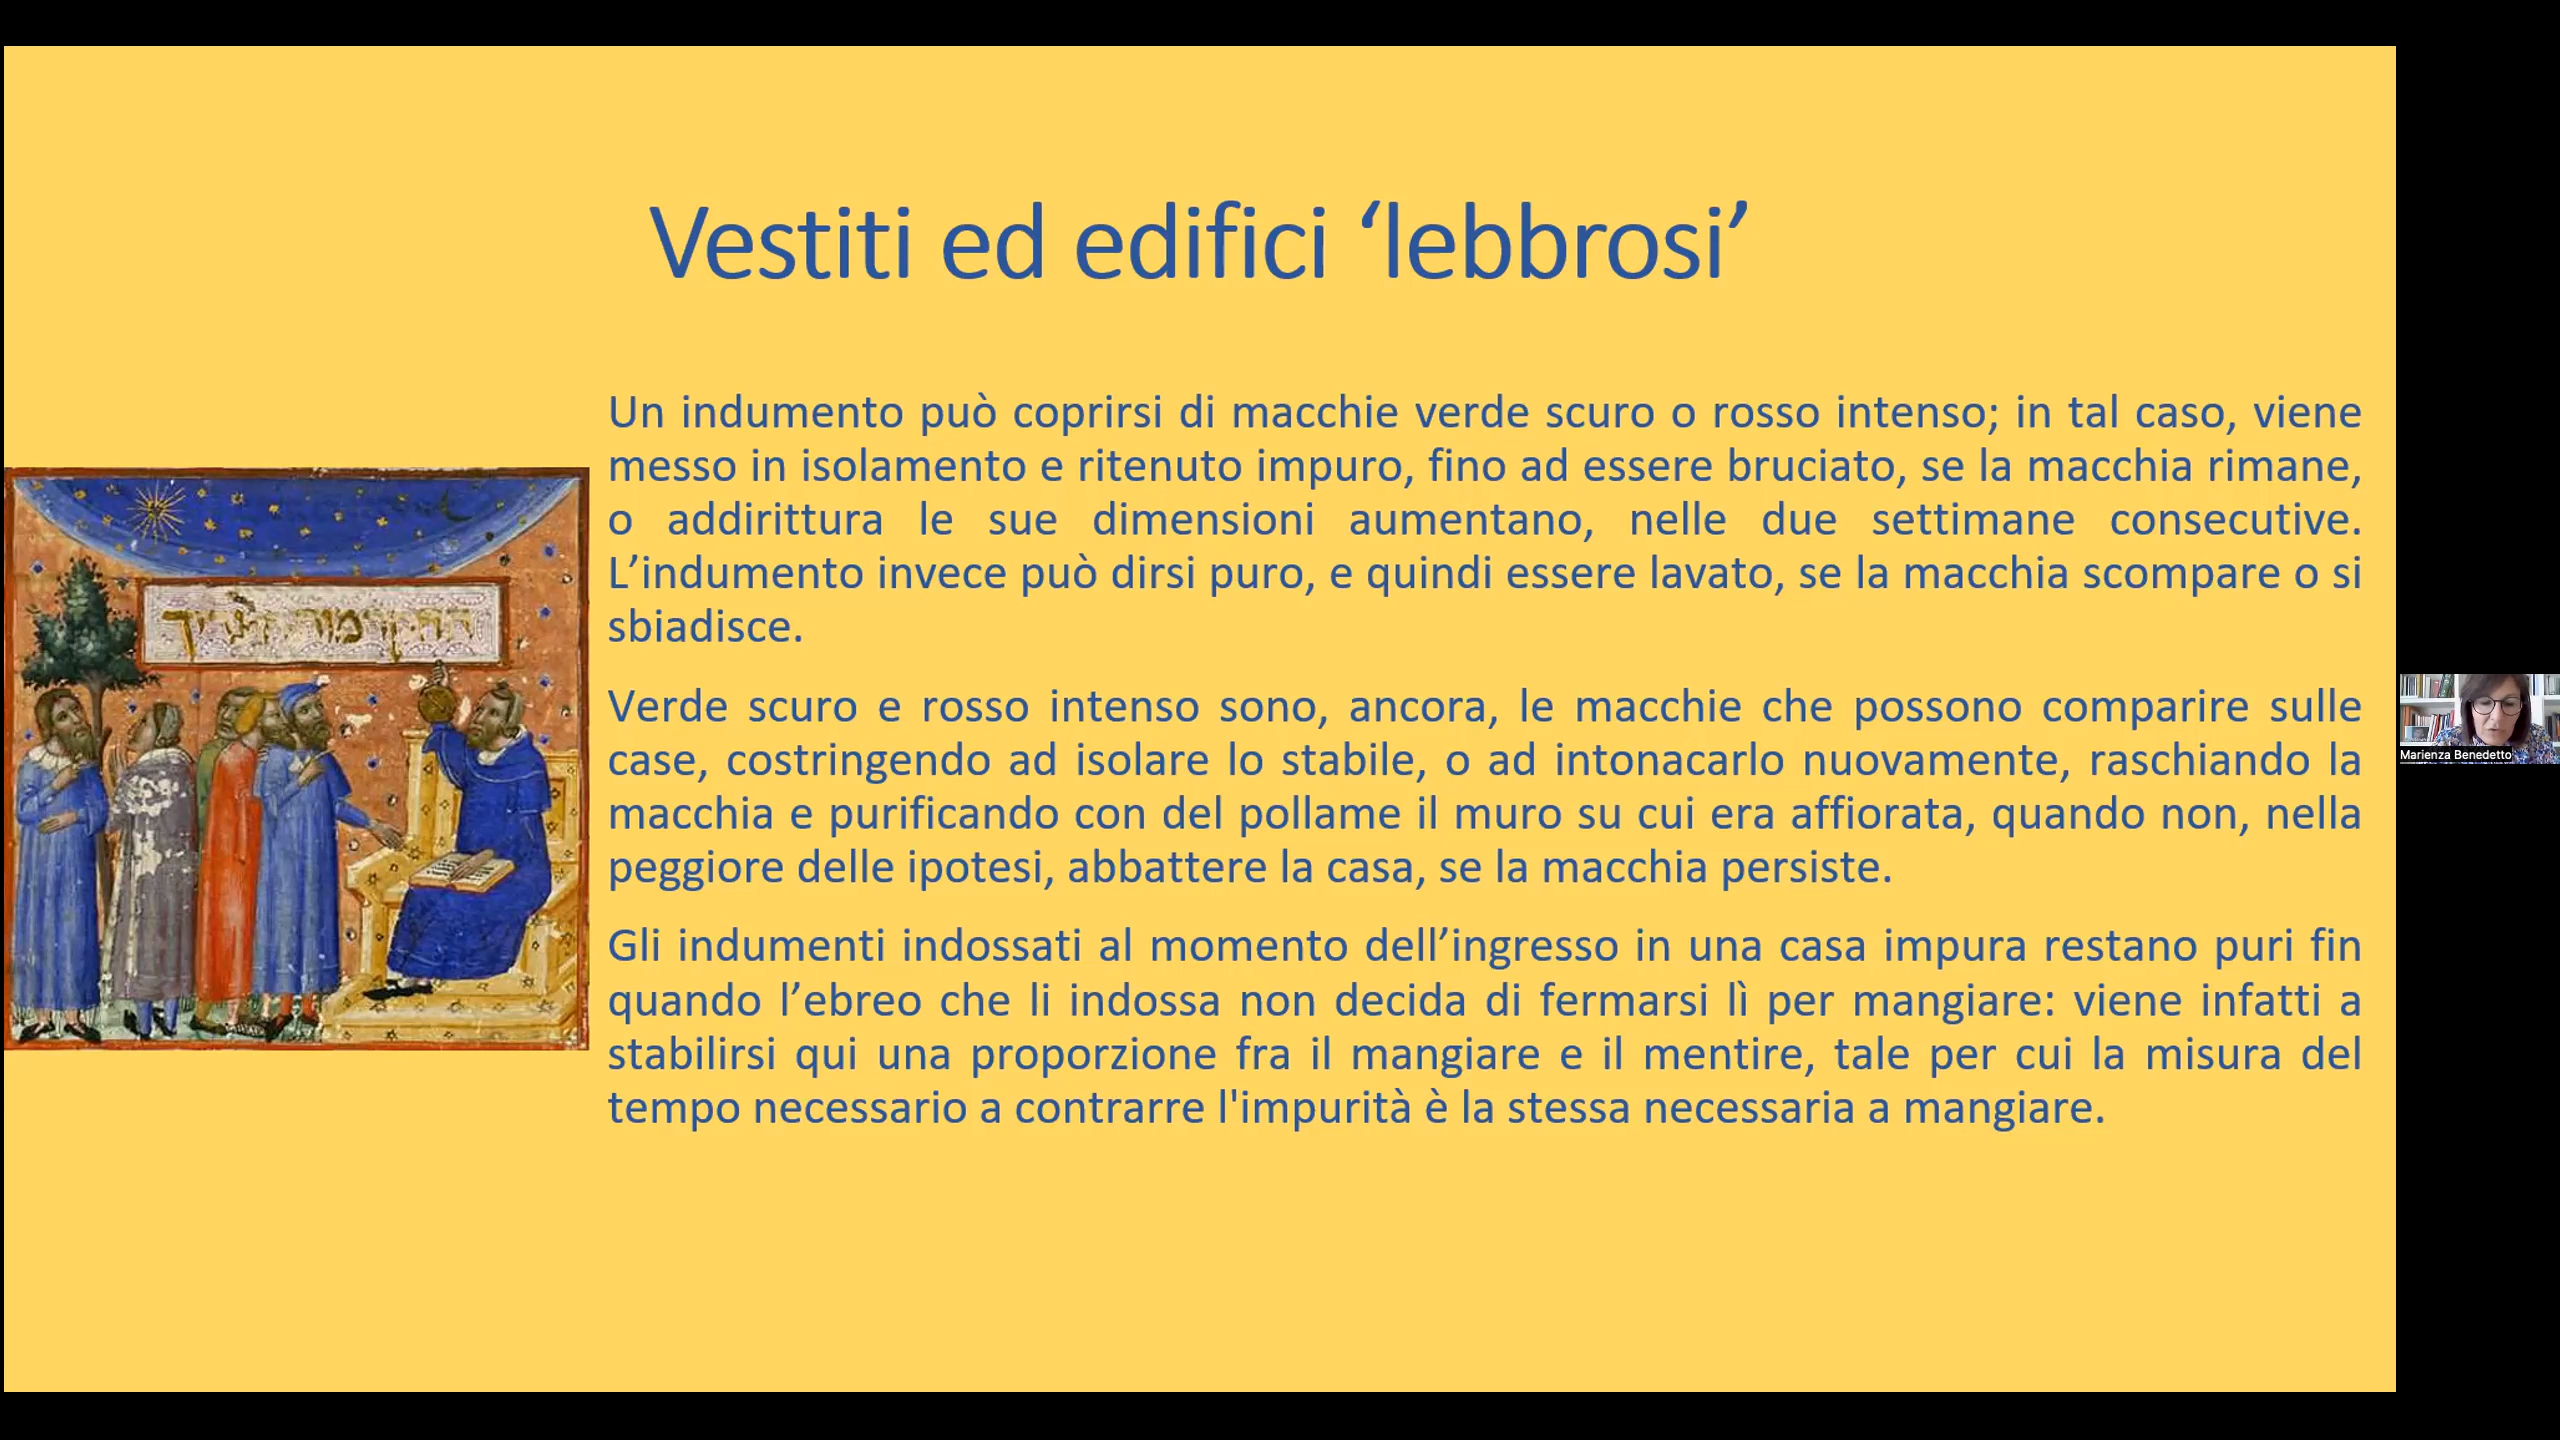 Vestiti ed edifici ‘lebbrosi’
Un indumento può coprirsi di macchie verde scuro o rosso intenso; in tal caso, viene
messo in isolamento e ritenuto impuro, fino ad essere bruciato, se la macchia rimane,
o addirittura le sue dimensioni aumentano, nelle due settimane consecutive.
L’indumento invece può dirsi puro, e quindi essere lavato, se la macchia scompare o si
sbiadisce.
Verde scuro e rosso intenso sono, ancora, le macchie che possono comparire sulle
case, costringendo ad isolare lo stabile, o ad intonacarlo nuovamente, raschiando la
macchia e purificando con del pollame il muro su cui era affiorata, quando non, nella
peggiore delle ipotesi, abbattere la casa, se la macchia persiste.
Gli indumenti indossati al momento dell’ingresso in una casa impura restano puri fin
quando l’ebreo che li indossa non decida di fermarsi lì per mangiare: viene infatti a
stabilirsi qui una proporzione fra il mangiare e il mentire, tale per cui la misura del
tempo necessario a contrarre l'impurità è la stessa necessaria a mangiare.
Marienza Benedetto